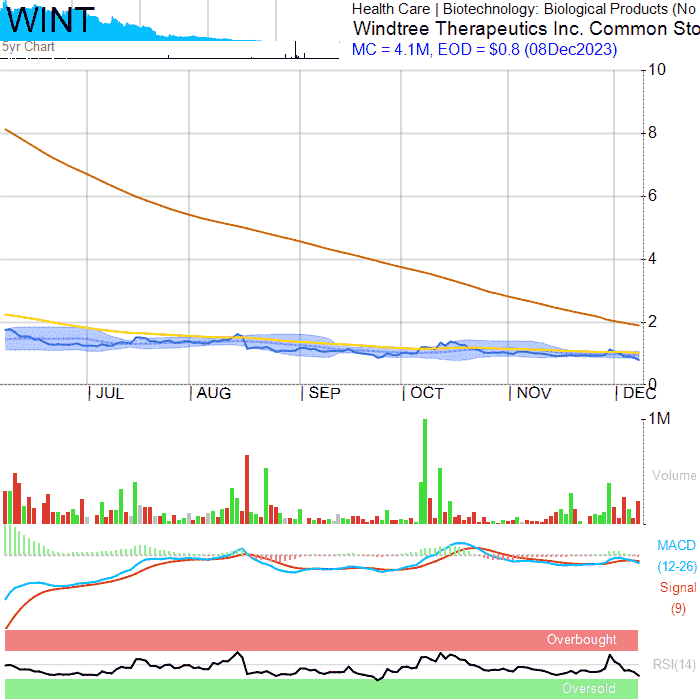 WINT
5yr Chart
Health Care | Biotechnology: Biological Products (No
Windtree Therapeutics Inc. Common Sto
MC = 4.1M, EOD = $0.8 (08Dec2023)
10
8
6
4
2
0
JUL
AUG
SEP
OCT
NOV
DEC
1M
Volume
MACD
(12-26)
Signal
(9)
Overbought
RSI(14)
Oversold